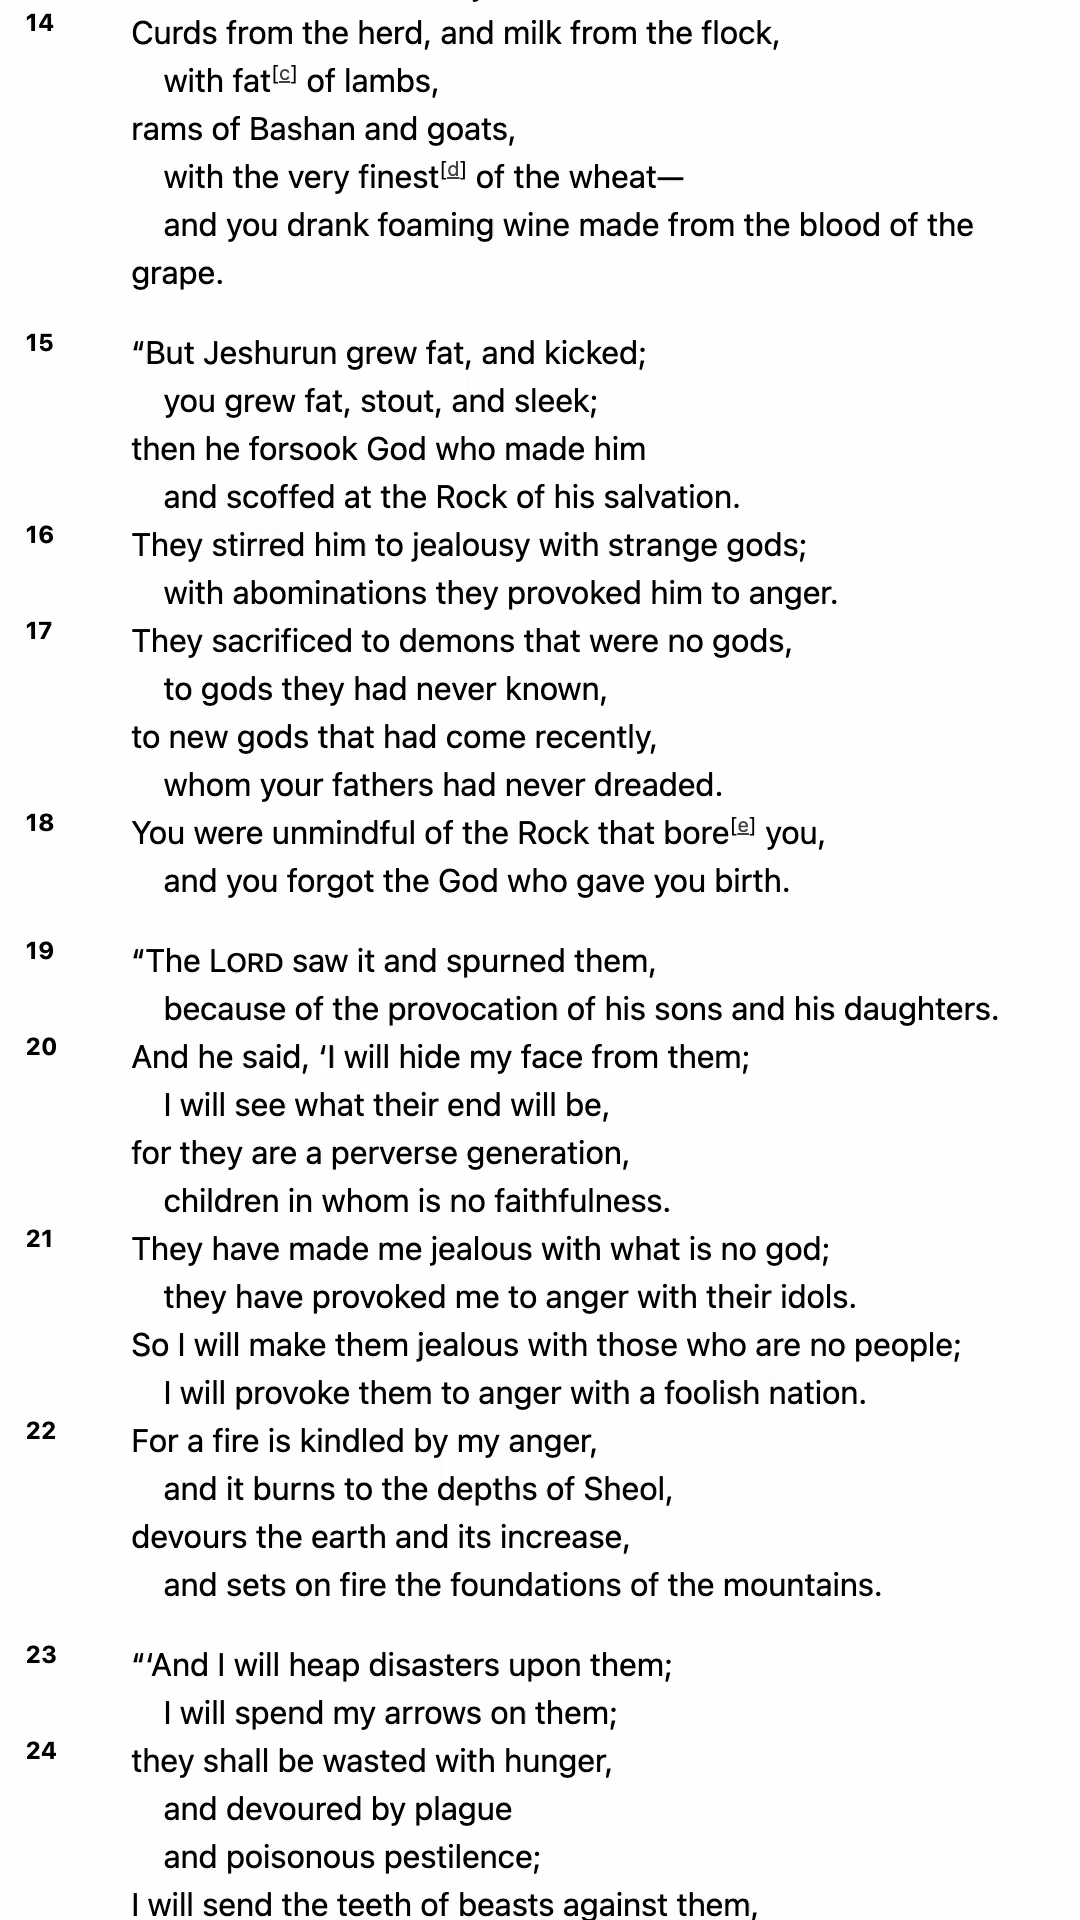 14 Curds from the herd, and milk from the flock,
with fat[c] of lambs,
rams of Bashan and goats,
with the very finest[d] of the wheat—
and you drank foaming wine made from the blood of the
grape.
15 “But Jeshurun grew fat, and kicked;
you grew fat, stout, and sleek;
then he forsook God who made him
and scoffed at the Rock of his salvation.
16 They stirred him to jealousy with strange gods;
with abominations they provoked him to anger.
17 They sacrificed to demons that were no gods,
to gods they had never known,
to new gods that had come recently,
whom your fathers had never dreaded.
18 You were unmindful of the Rock that bore[e] you,
and you forgot the God who gave you birth.
19 “The LORD saw it and spurned them,
because of the provocation of his sons and his daughters.
20 And he said, ‘I will hide my face from them;
I will see what their end will be,
for they are a perverse generation,
children in whom is no faithfulness.
21 They have made me jealous with what is no god;
they have provoked me to anger with their idols.
So I will make them jealous with those who are no people;
I will provoke them to anger with a foolish nation.
22 For a fire is kindled by my anger,
and it burns to the depths of Sheol,
devours the earth and its increase,
and sets on fire the foundations of the mountains.
23 “‘And I will heap disasters upon them;
I will spend my arrows on them;
24 they shall be wasted with hunger,
and devoured by plague
and poisonous pestilence;
I will send the teeth of beasts against them,